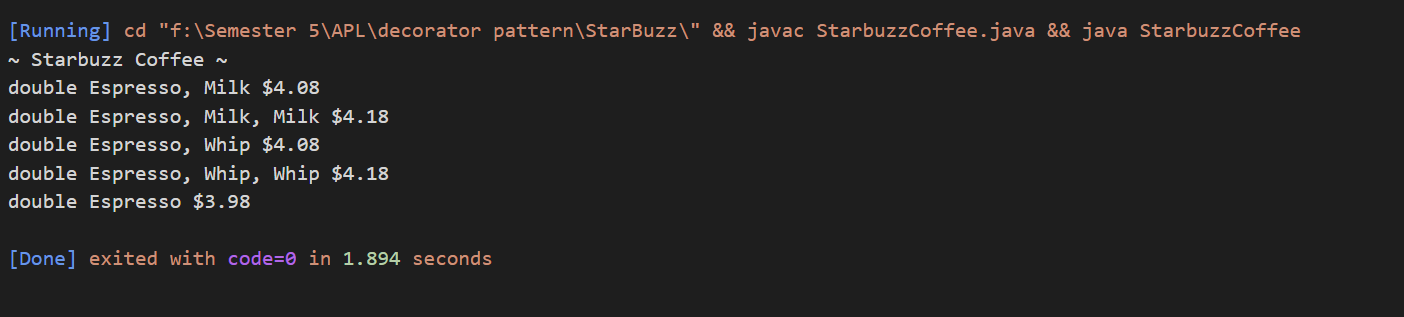 [Running] cd "f:\Semester 5\APL\decorator pattern\StarBuzz\" && javac StarbuzzCoffee.java && java StarbuzzCoffee
~ Starbuzz Coffee ~
double Espresso, Milk $4.08
double Espresso, Milk, Milk $4.18
double Espresso, Whip $4.08
double Espresso, Whip, Whip $4.18
double Espresso $3.98
[Done] exited with code=0 in 1.894 seconds